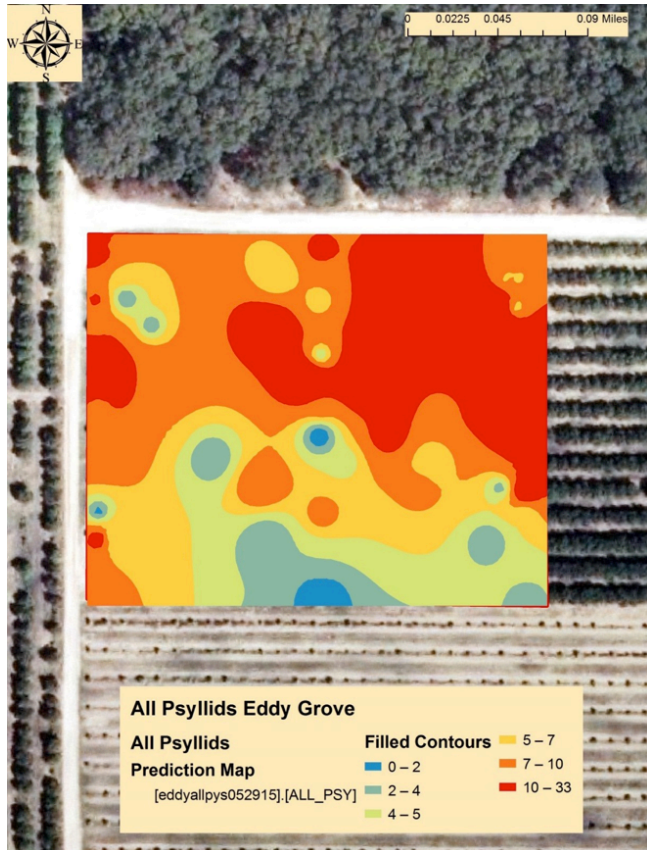 N
W E
S
0 0.0225 0.045 0.09 Miles
All Psyllids Eddy Grove
All Psyllids
Prediction Map
[eddyallpys052915].[ALL_PSY]
Filled Contours
0 – 2
2 – 4
4 – 5
5 – 7
7 – 10
10 – 33